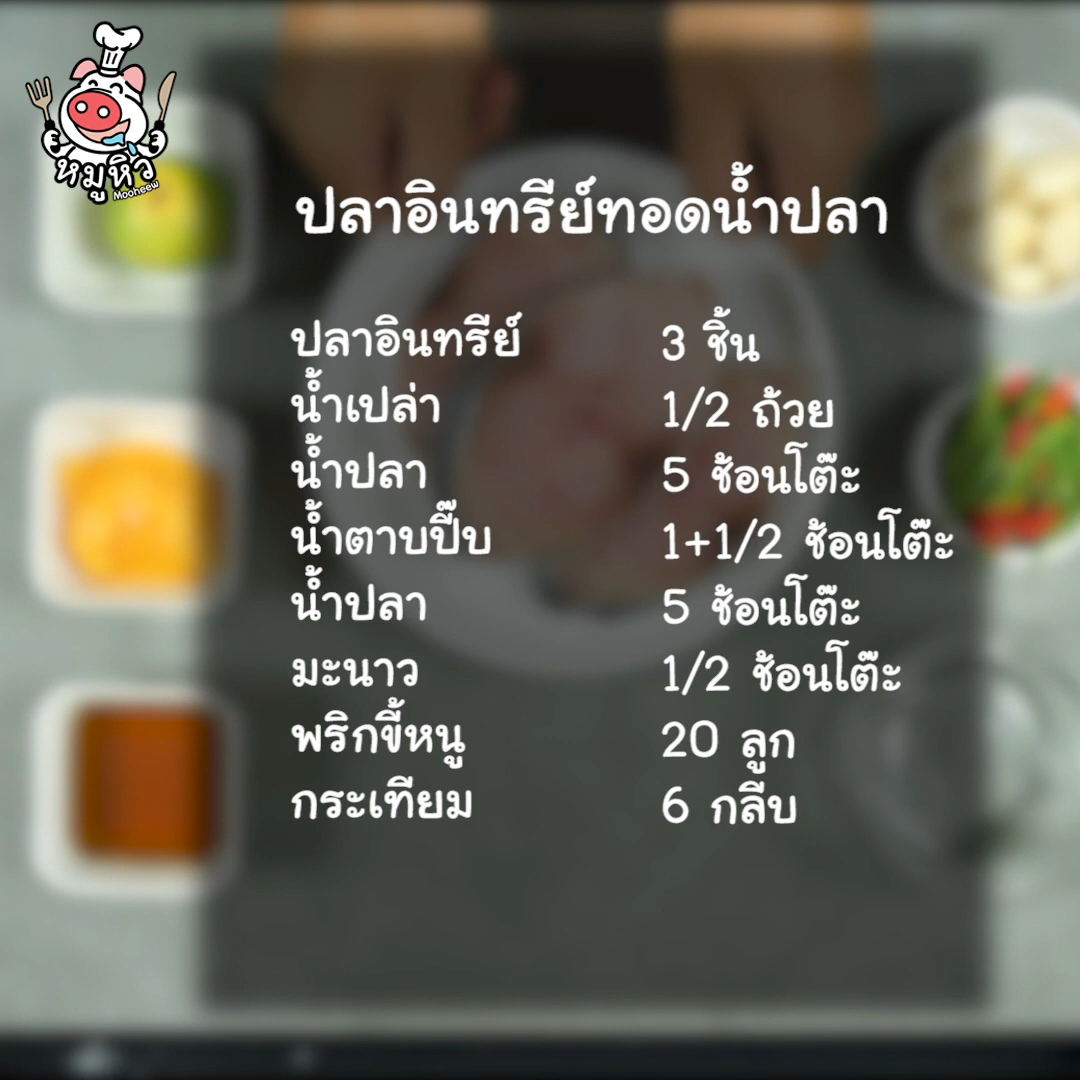 หมูหิว
Mooheew
ปลาอินทรีย์ทอดน้ำปลา
ปลาอินทรีย์ 3 ชิ้น
น้ำเปล่า 1/2 ถ้วย
น้ำปลา 5 ช้อนโต๊ะ
น้ำตาบปี๊บ 1+1/2 ช้อนโต๊ะ
น้ำปลา 5 ช้อนโต๊ะ
มะนาว 1/2 ช้อนโต๊ะ
พริกขี้หนู 20 ลูก
กระเทียม 6 กลีบ